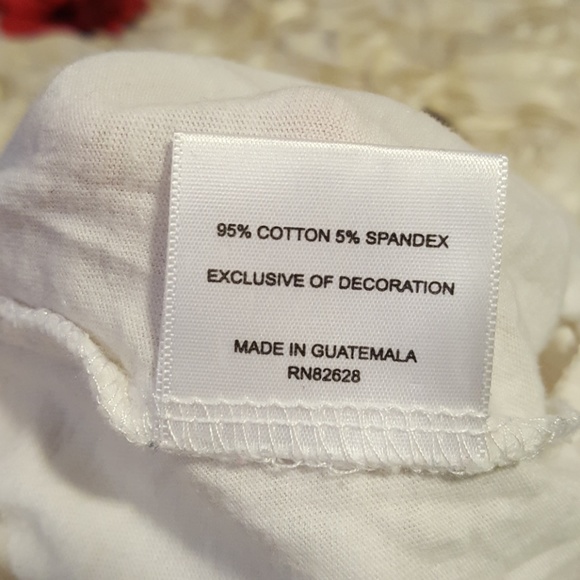 95% COTTON 5% SPANDEX
EXCLUSIVE OF DECORATION
MADE IN GUATEMALA
RN82628